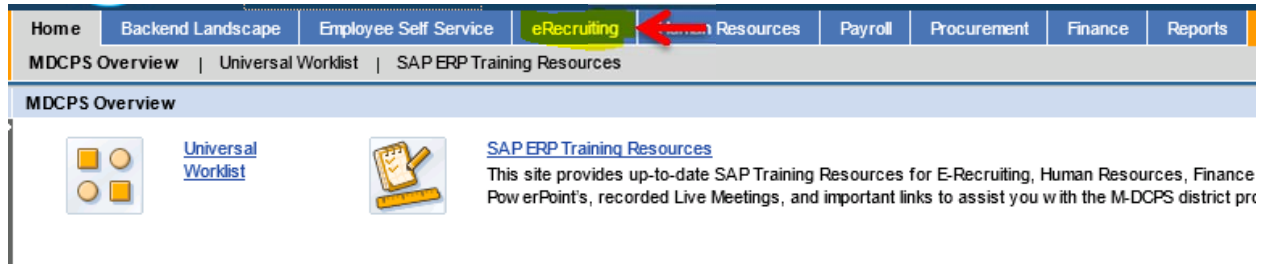 Home Backend Landscape Employee Self Service eRecruiting Human Resources Payroll Procurement Finance Reports
MDCPS Overview | Universal Worklist | SAP ERP Training Resources
MDCPS Overview
Universal
Worklist
SAP ERP Training Resources
This site provides up-to-date SAP Training Resources for E-Recruiting, Human Resources, Finance
PowerPoint's, recorded Live Meetings, and important links to assist you with the M-DCPS district